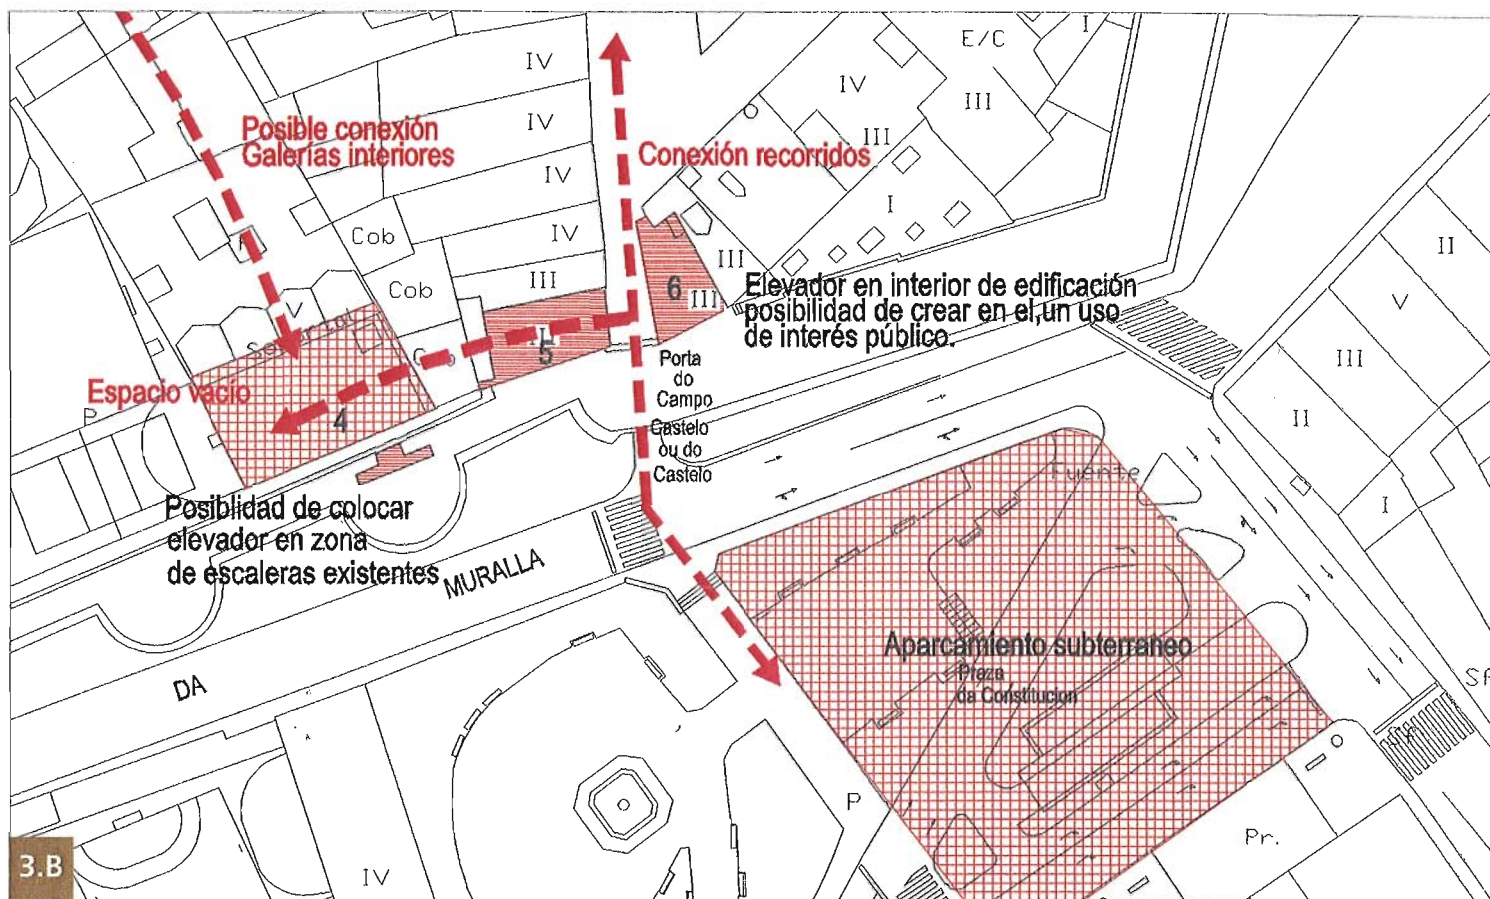 E/C
I
IV
IV
III
Posible conexión
Galerías interiores
IV
III
Conexión recorridos
IV
I
Cob
IV
II
III
III
Cob
V
6
III
Elevador en interior de edificación
posibilidad de crear en el,un uso
de interés público.
V
5
III
Porta
do
Campo
Castelo
ou do
Castelo
Espacio vacío
P
4
II
Fuente
I
Posiblidad de colocar
elevador en zona
de escaleras existentes
MURALLA
DA
Aparcamiento subterraneo
Praza
da Constitucion
P
Pr.
3.B
IV